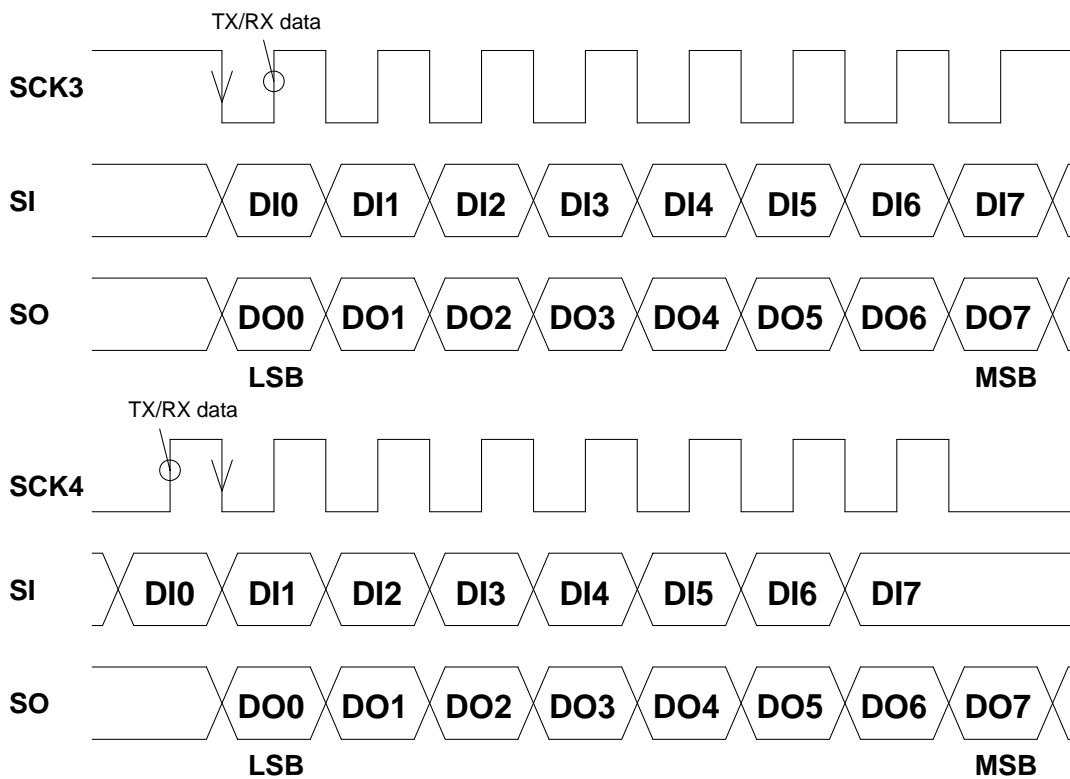 TX/RX data
SCK3
SI DI0 DI1 DI2 DI3 DI4 DI5 DI6 DI7
SO DO0 DO1 DO2 DO3 DO4 DO5 DO6 DO7
LSB MSB
TX/RX data
SCK4
SI DI0 DI1 DI2 DI3 DI4 DI5 DI6 DI7
SO DO0 DO1 DO2 DO3 DO4 DO5 DO6 DO7
LSB MSB